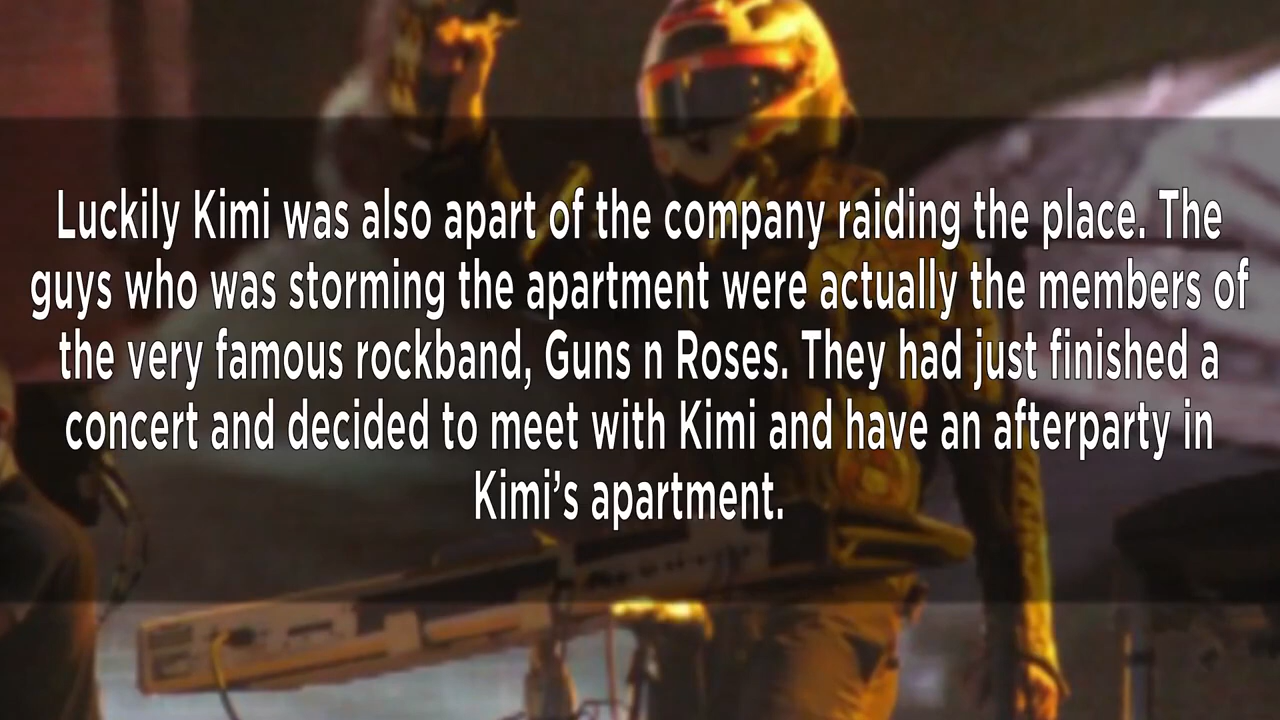 Luckily Kimi was also apart of the company raiding the place. The
guys who was storming the apartment were actually the members of
the very famous rockband, Guns n Roses. They had just finished a
concert and decided to meet with Kimi and have an afterparty in
Kimi’s apartment.